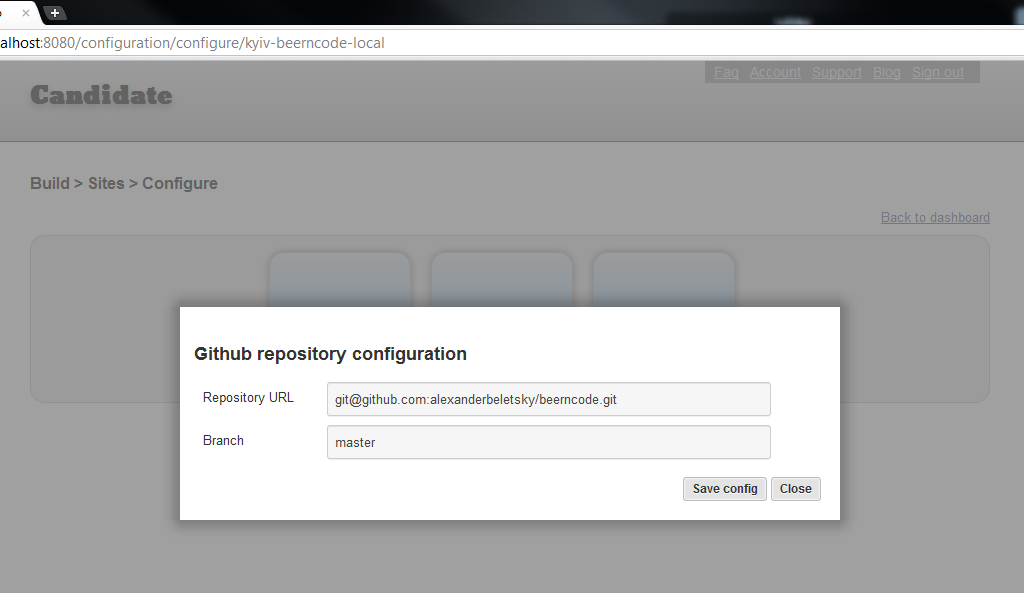 alhost:8080/configuration/configure/kyiv-beerncode-local
Faq Account Support Blog Sign out
Candidate
Build > Sites > Configure
Back to dashboard
Github repository configuration
Repository URL git@github.com:alexanderbeletsky/beerncode.git
Branch master
Save config Close